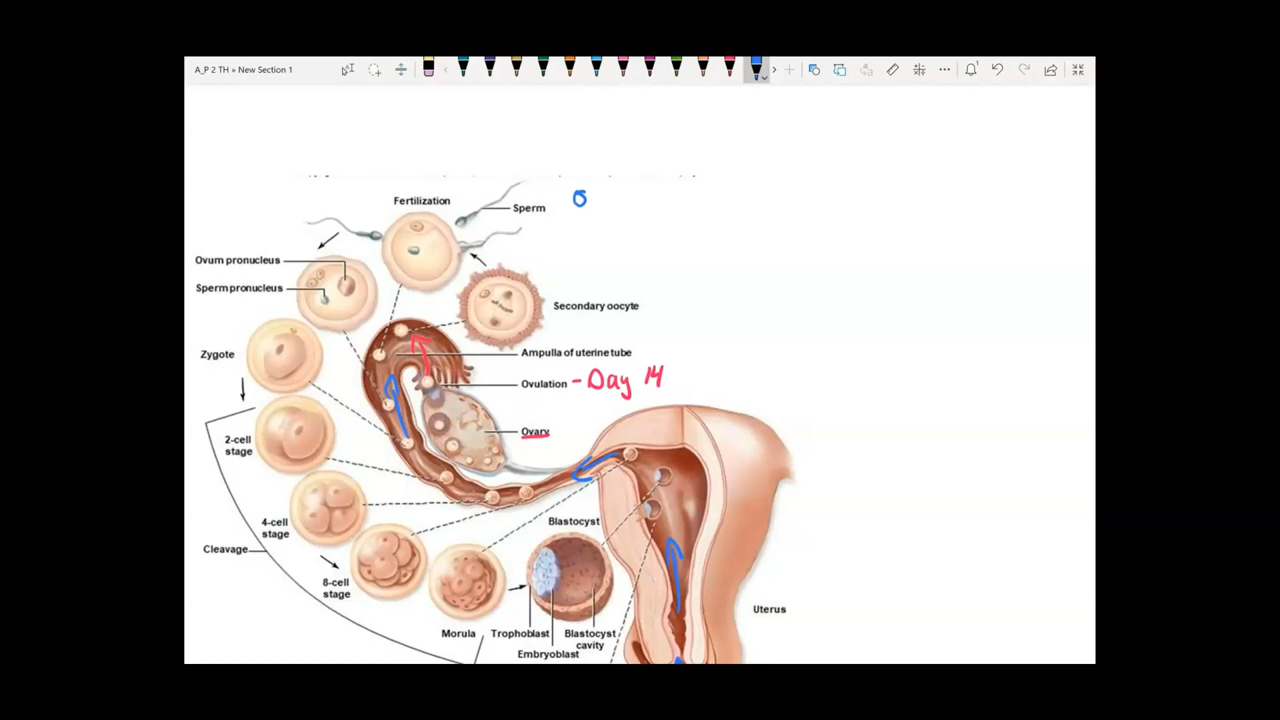 A_P 2 TH » New Section 1
Fertilization
Sperm
Ovum pronucleus
Sperm pronucleus
Secondary oocyte
Zygote
Ampulla of uterine tube
Ovulation - Day 14
Ovary
2-cell
stage
4-cell
stage
Blastocyst
Cleavage
8-cell
stage
Uterus
Morula
Trophoblast
Blastocyst
cavity
Embryoblast